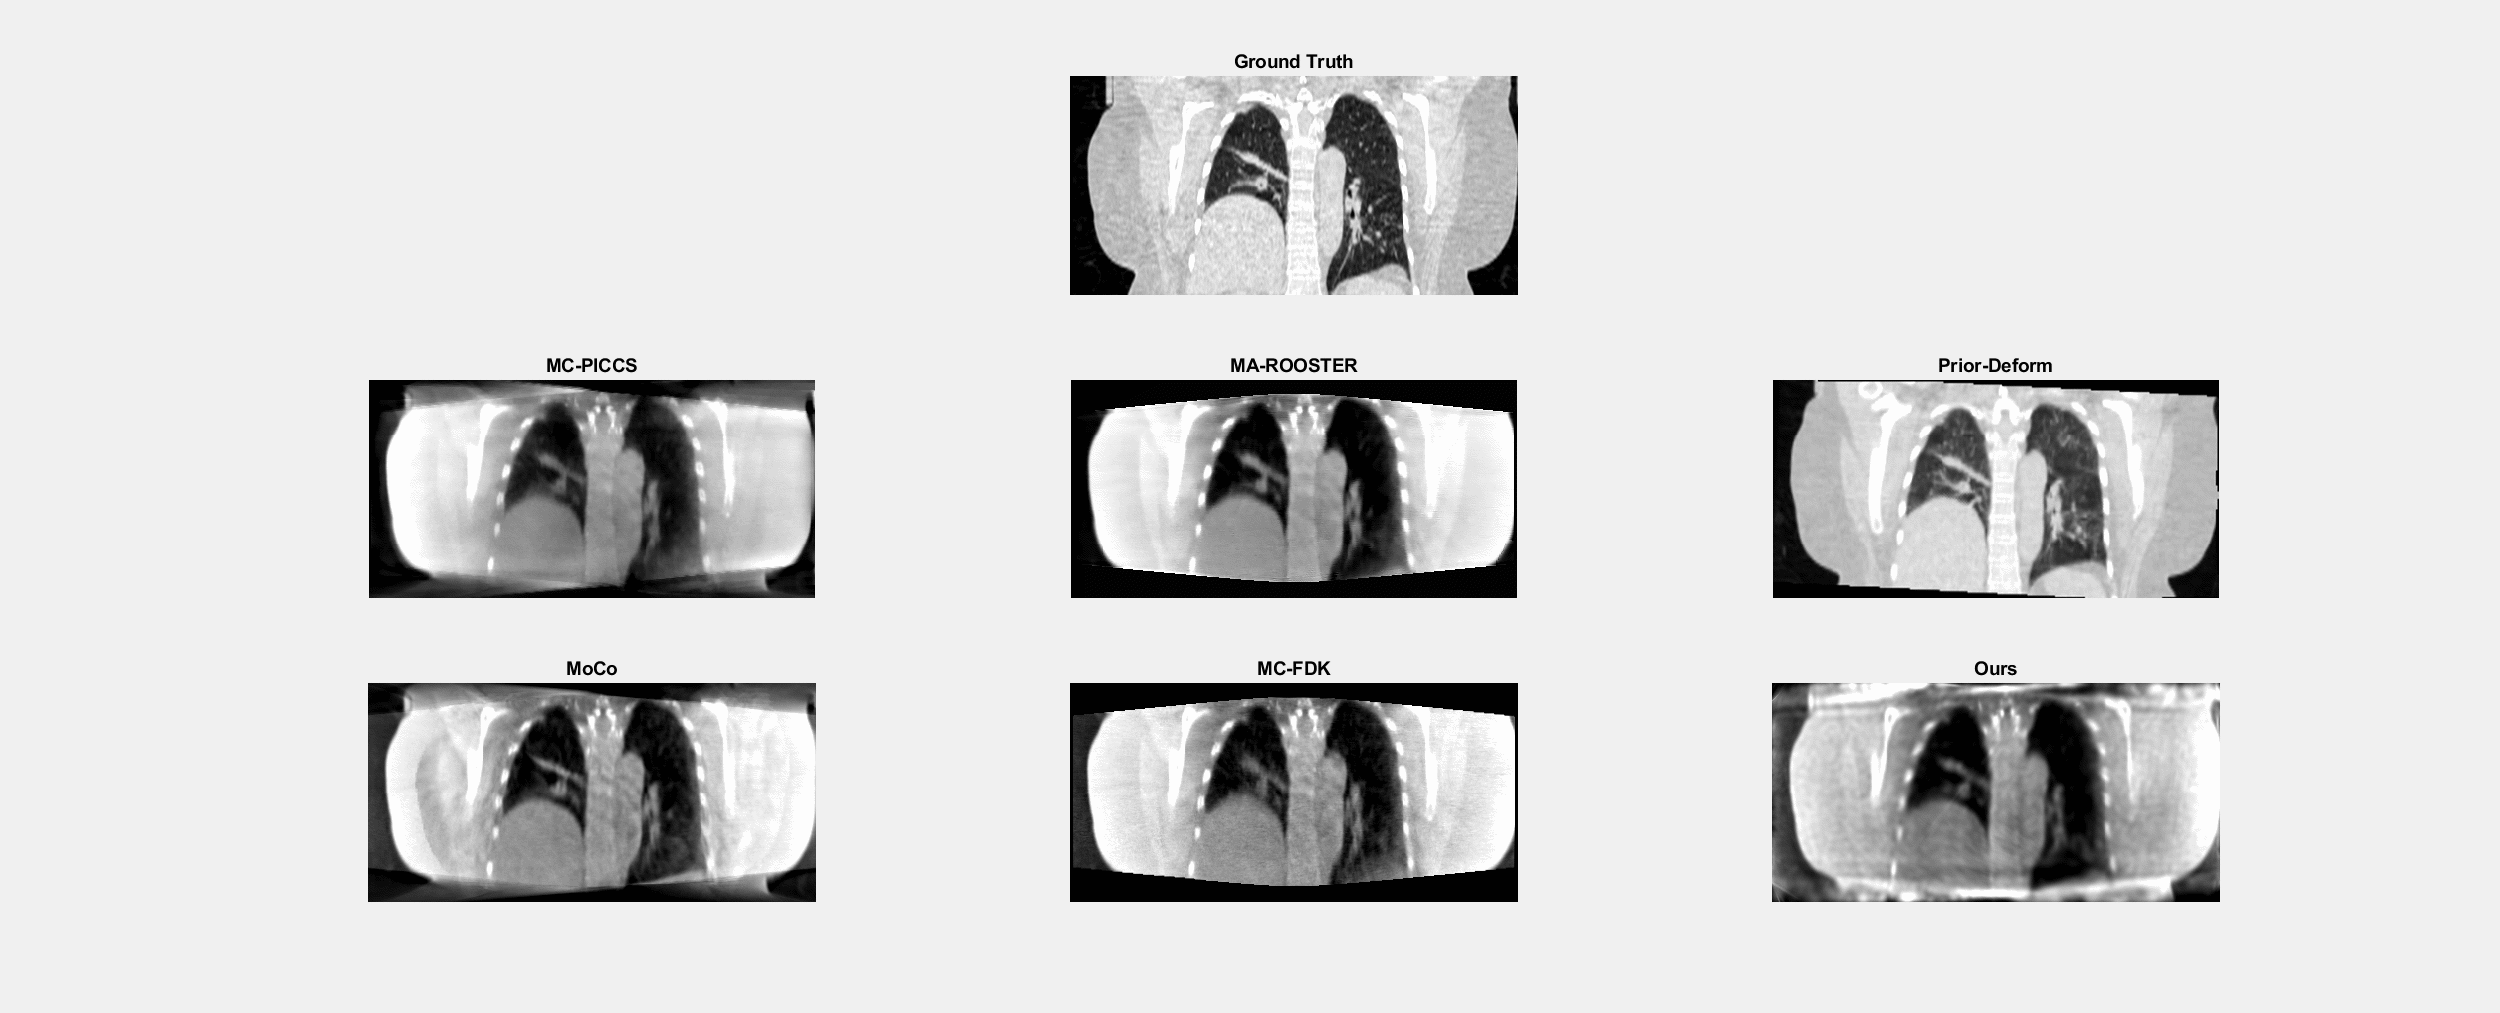 Ground Truth
MC-PICCS
MA-ROOSTER
Prior-Deform
MoCo
MC-FDK
Ours